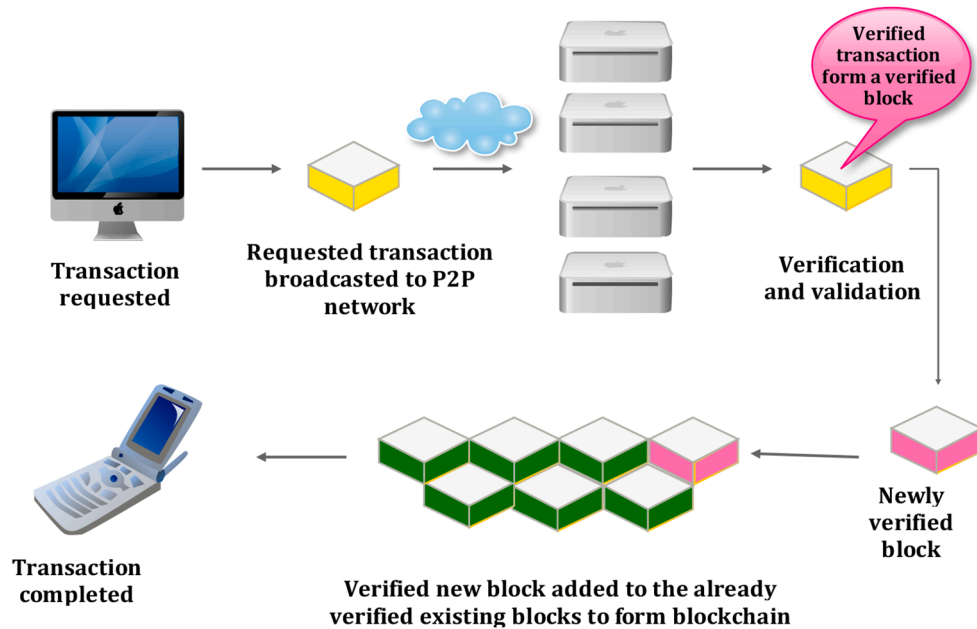 Verified
transaction
form a verified
block
Transaction
requested
Requested transaction
broadcasted to P2P
network
Verification
and validation
Newly
verified
block
Verified new block added to the already
verified existing blocks to form blockchain
Transaction
completed